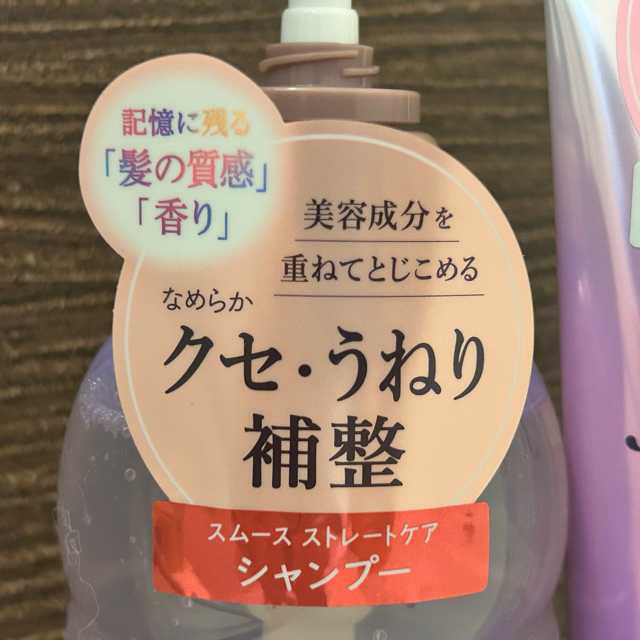 記憶に残る
「髪の質感」
「香り」
美容成分を
重ねてとじこめる
なめらか
クセ・うねり
補整
スムース ストレートケア
シャンプー